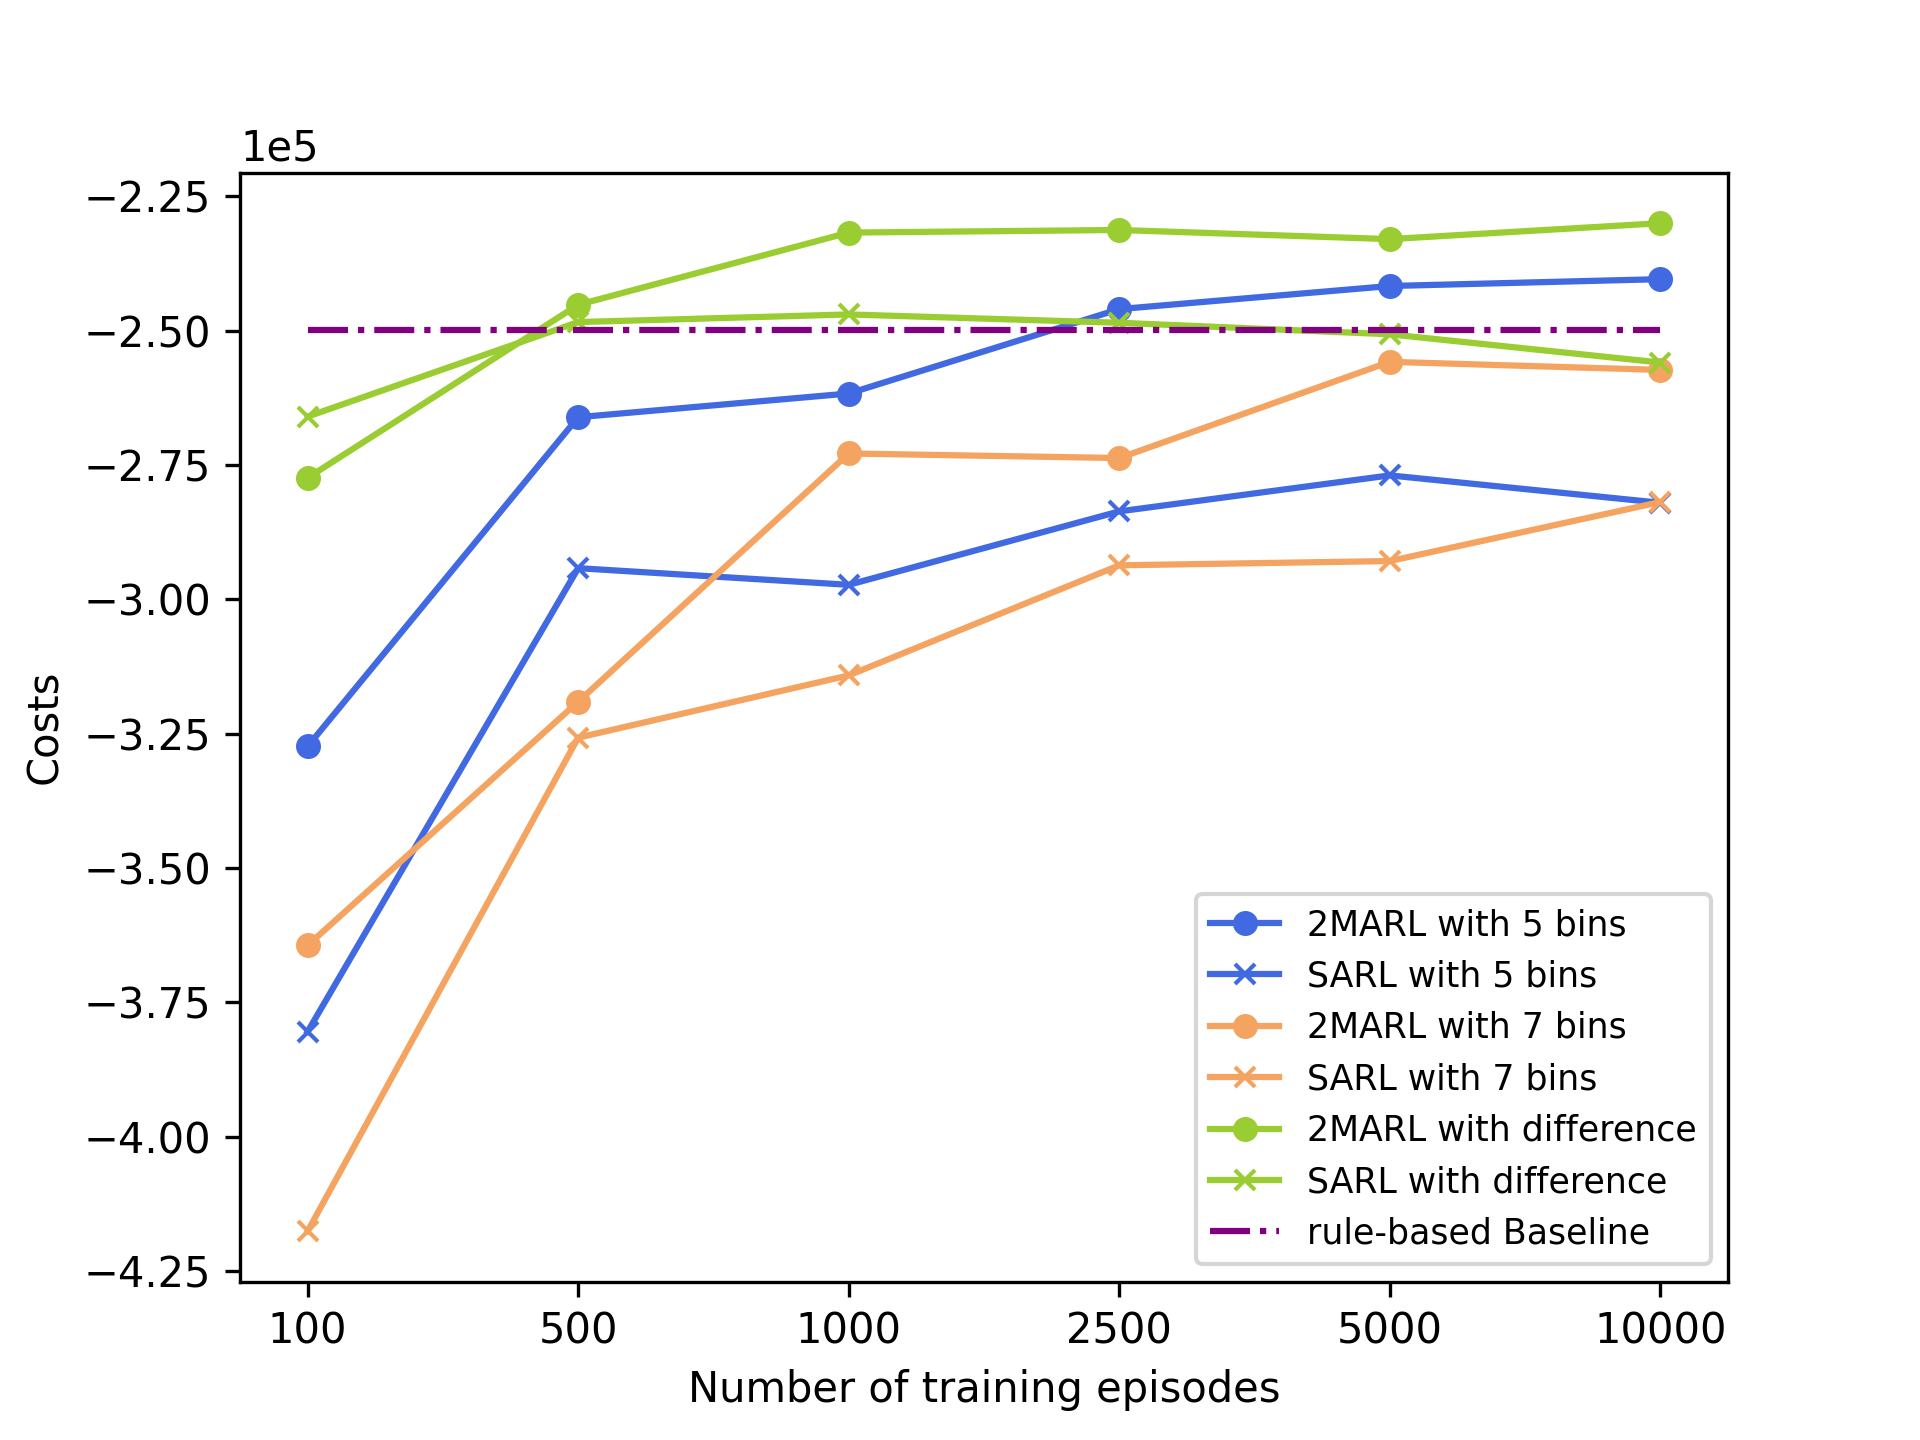 1e5
−2.25
−2.50
−2.75
−3.00
−3.25
−3.50
−3.75
−4.00
−4.25
Costs
100 500 1000 2500 5000 10000
Number of training episodes
2MARL with 5 bins
SARL with 5 bins
2MARL with 7 bins
SARL with 7 bins
2MARL with difference
SARL with difference
rule-based Baseline